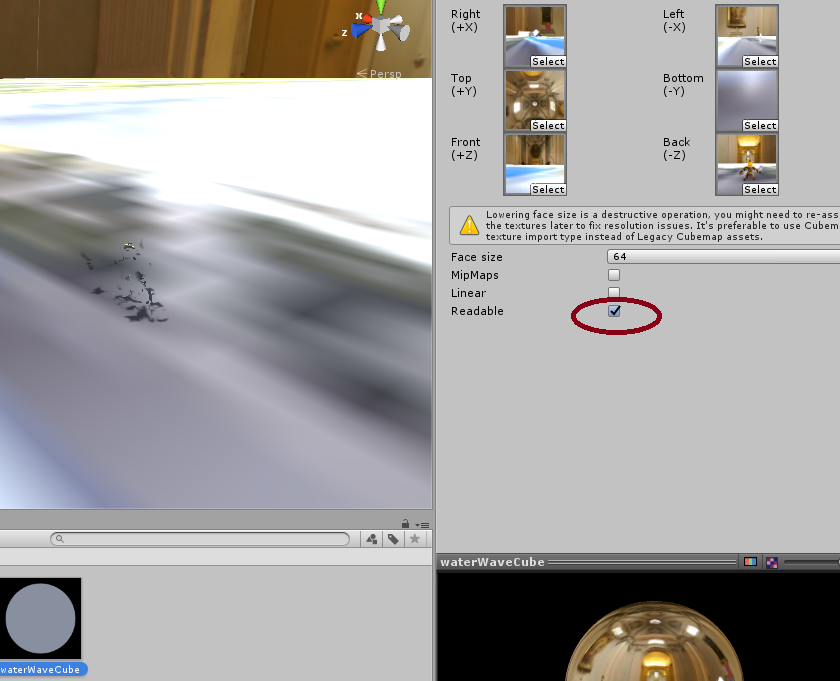 x
z
< Persp
Right
(+X)
Select
Left
(-X)
Select
Top
(+Y)
Select
Bottom
(-Y)
Select
Front
(+Z)
Select
Back
(-Z)
Select
Lowering face size is a destructive operation, you might need to re-ass
the textures later to fix resolution issues. It's preferable to use Cubem
texture import type instead of Legacy Cubemap assets.
Face size
64
MipMaps
Linear
Readable
waterWaveCube
waterWaveCube